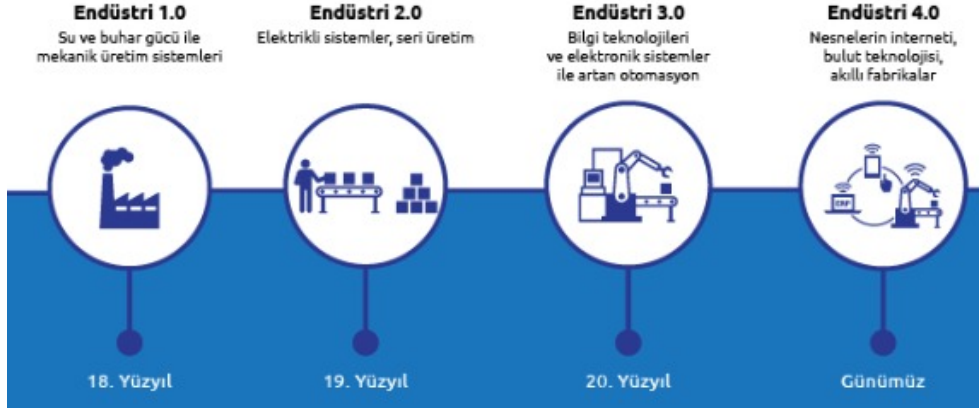 Endüstri 1.0
Su ve buhar gücü ile
mekanik üretim sistemleri
Endüstri 2.0
Elektrikli sistemler, seri üretim
Endüstri 3.0
Bilgi teknolojileri
ve elektronik sistemler
ile artan otomasyon
Endüstri 4.0
Nesnelerin interneti,
bulut teknolojisi,
akıllı fabrikalar
ERP
18. Yüzyıl
19. Yüzyıl
20. Yüzyıl
Günümüz